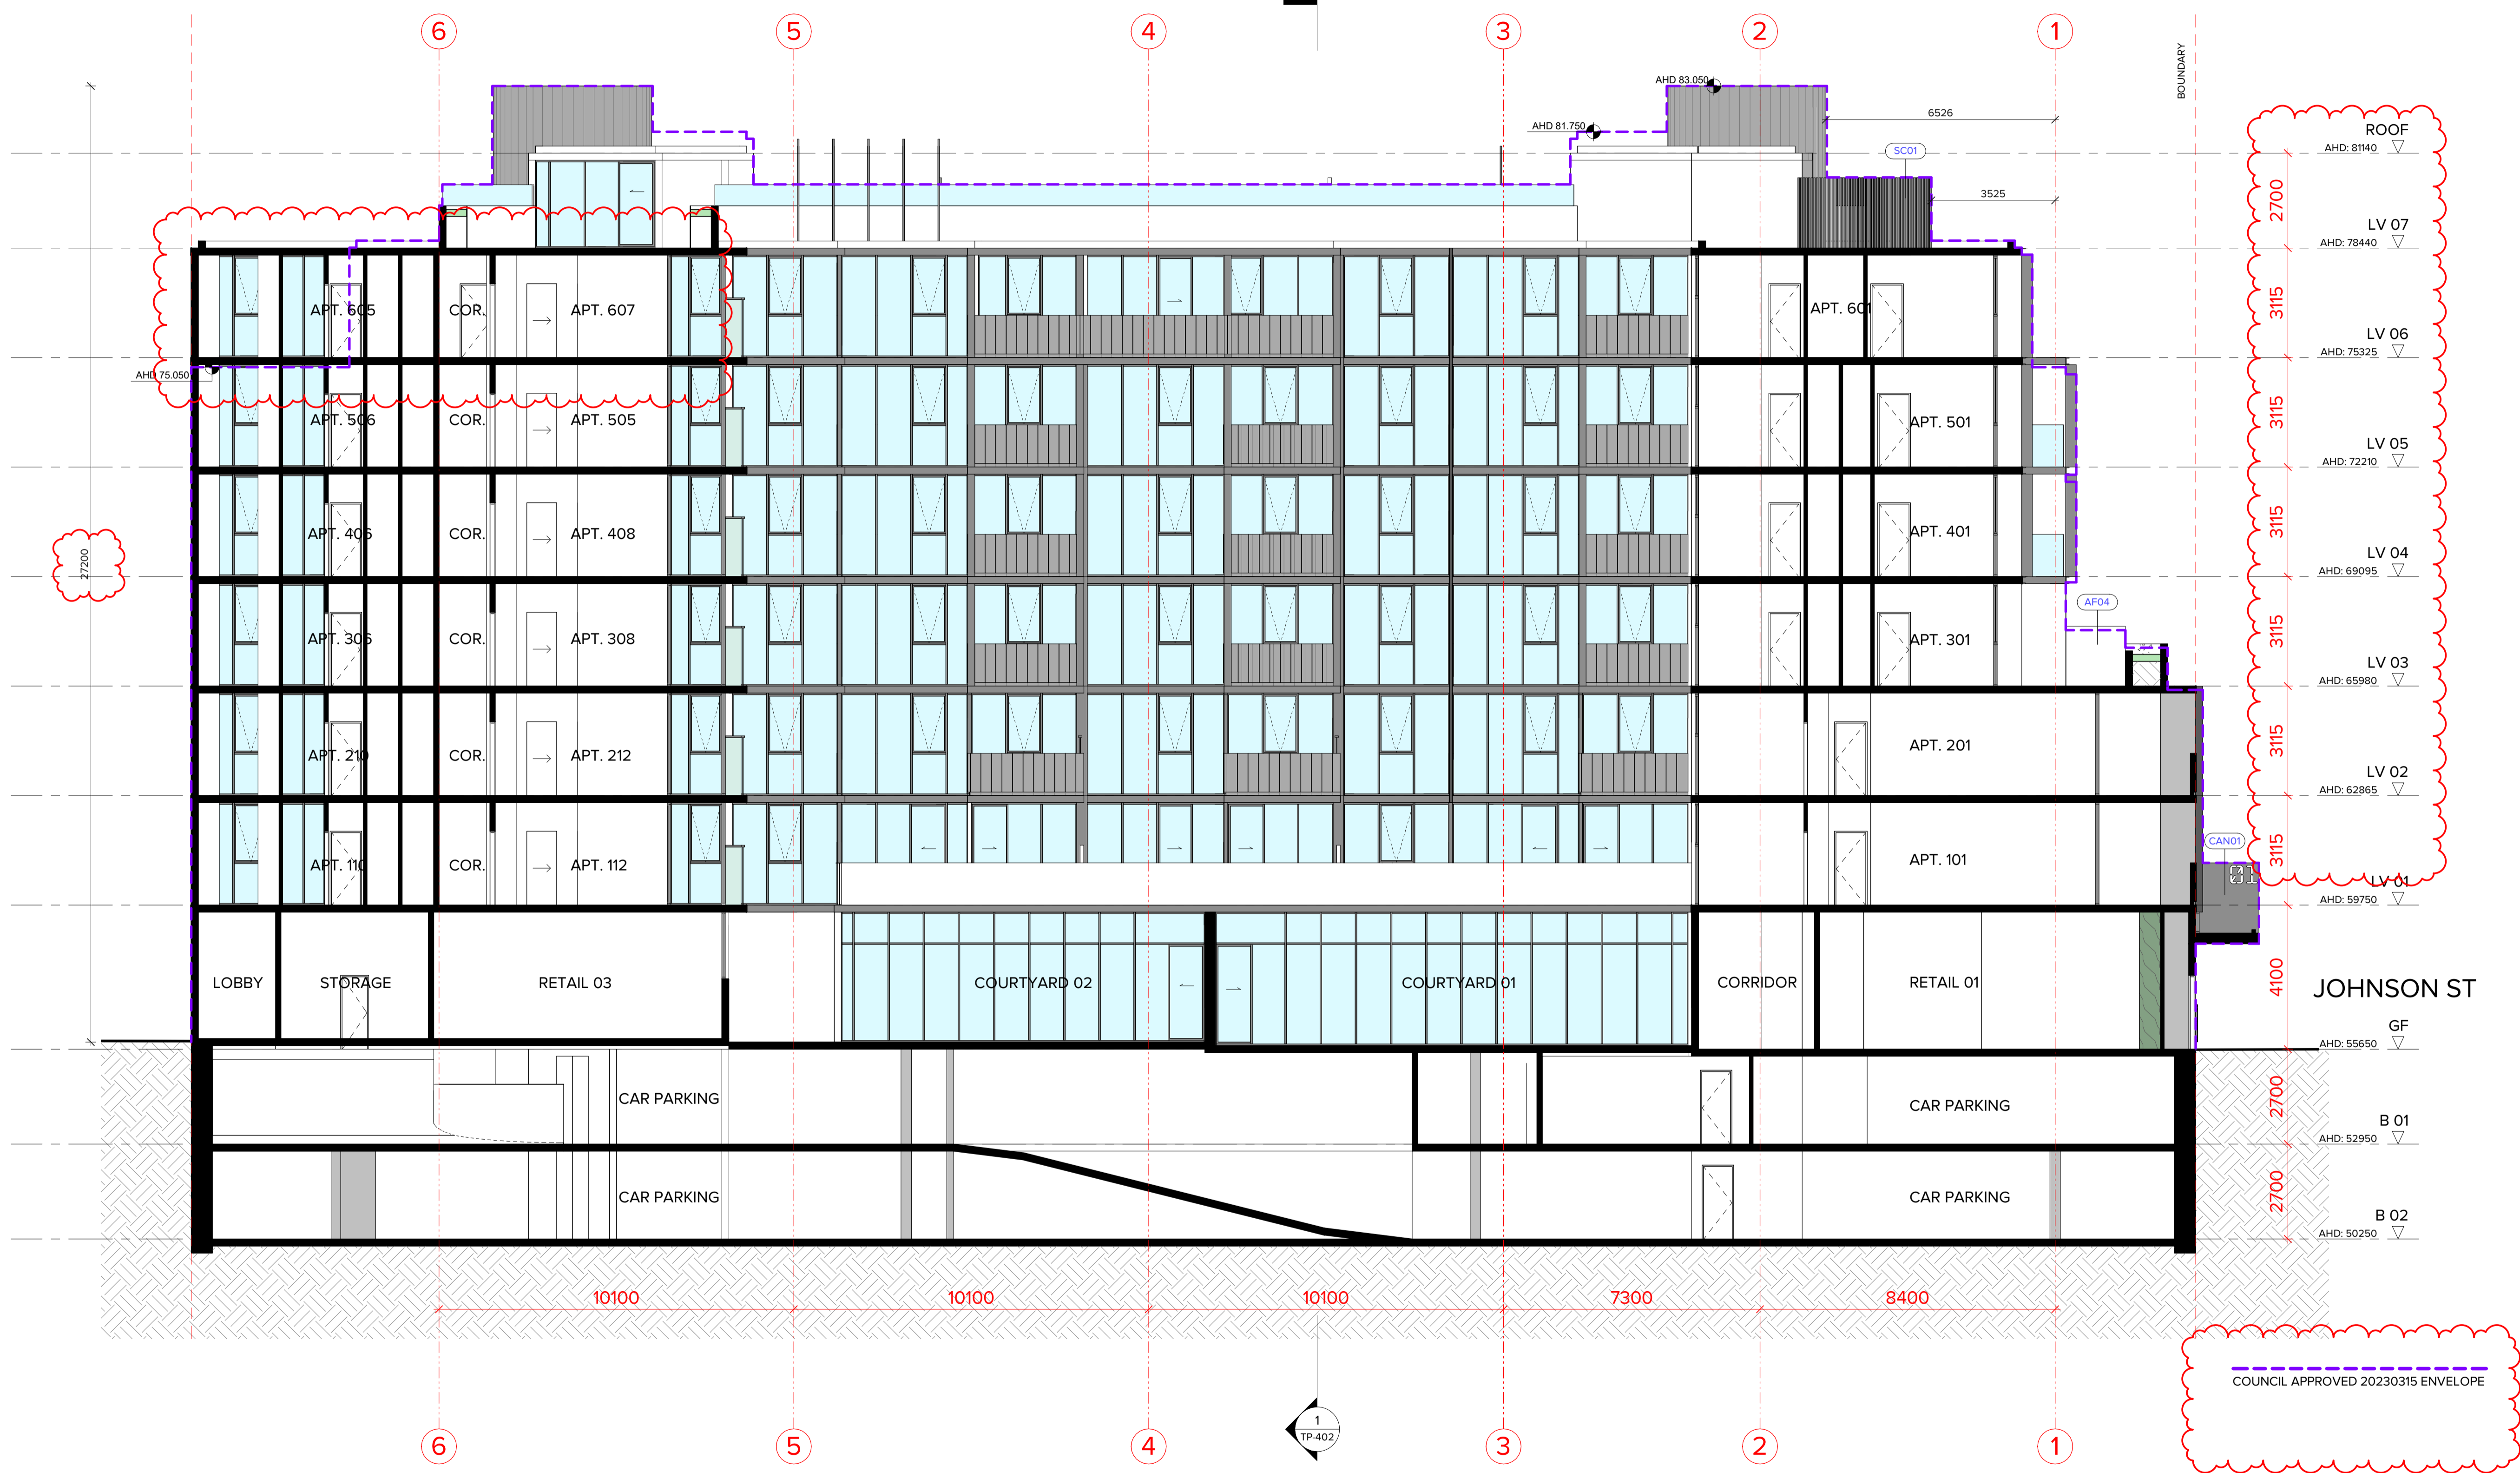 6
5
4
3
2
1
BOUNDARY
AHD 83.050
AHD 81.750
6526
SC01
3525
ROOF
AHD: 81140
2700
LV 07
AHD: 78440
3115
APT. 605
COR.
APT. 607
APT. 601
LV 06
AHD: 75325
AHD 75.050
3115
APT. 506
COR.
APT. 505
APT. 501
LV 05
AHD: 72210
3115
APT. 406
COR.
APT. 408
APT. 401
27200
LV 04
AHD: 69095
AF04
3115
APT. 306
COR.
APT. 308
APT. 301
LV 03
AHD: 65980
3115
APT. 210
COR.
APT. 212
APT. 201
LV 02
AHD: 62865
CAN01
3115
APT. 110
COR.
APT. 112
APT. 101
01
LV 01
AHD: 59750
4100
LOBBY
STORAGE
RETAIL 03
COURTYARD 02
COURTYARD 01
CORRIDOR
RETAIL 01
JOHNSON ST
GF
AHD: 55650
2700
CAR PARKING
CAR PARKING
B 01
AHD: 52950
2700
CAR PARKING
CAR PARKING
B 02
AHD: 50250
10100
10100
10100
7300
8400
COUNCIL APPROVED 20230315 ENVELOPE
1
TP-402
6
5
4
3
2
1